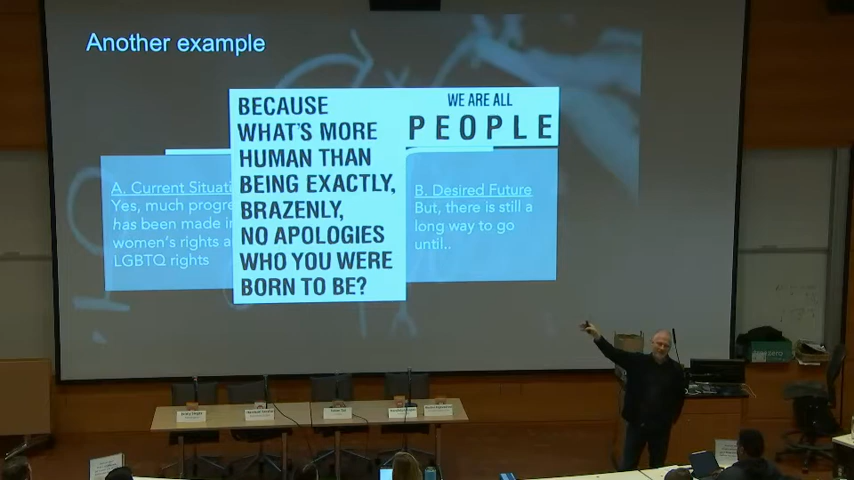 Another example
BECAUSE
WHAT'S MORE
HUMAN THAN
BEING EXACTLY,
BRAZENLY,
NO APOLOGIES
WHO YOU WERE
BORN TO BE?
WE ARE ALL
PEOPLE
A. Current Situati
Yes, much progre
has been made in
women's rights a
LGBTQ rights
B. Desired Future
But, there is still a
long way to go
until..